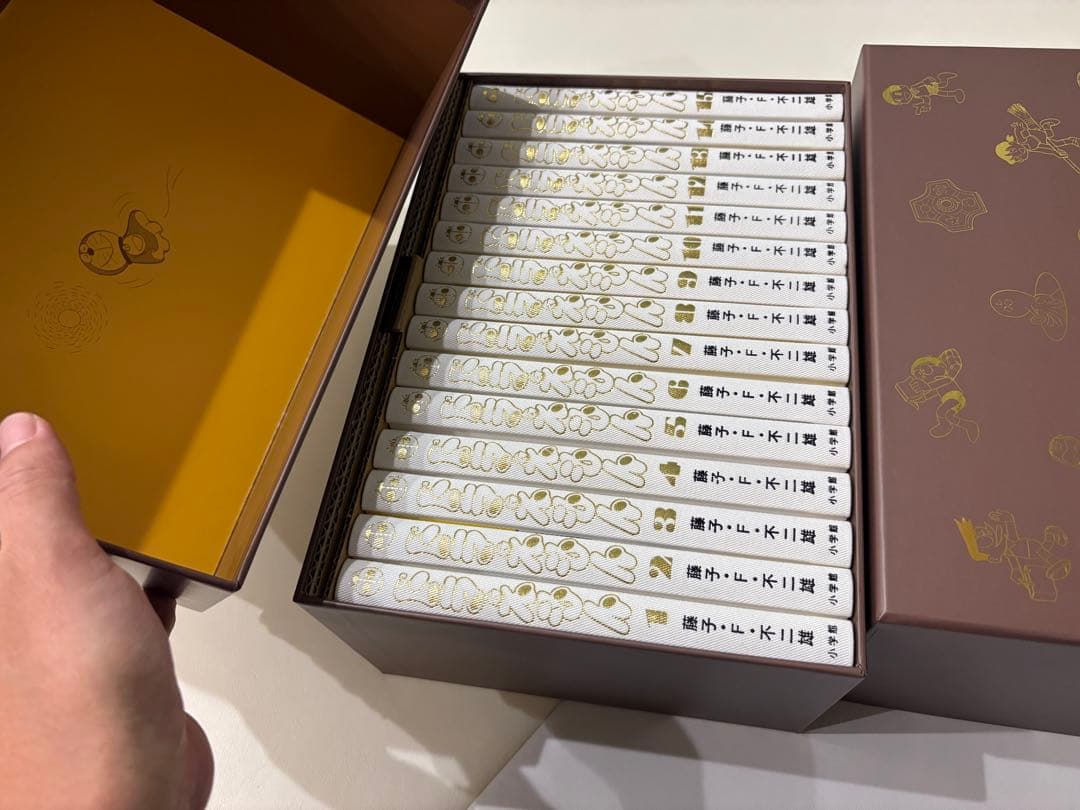 ドラえもん 15 藤子・F・不二雄 小学館
ドラえもん 14 藤子・F・不二雄 小学館
ドラえもん 13 藤子・F・不二雄 小学館
ドラえもん 12 藤子・F・不二雄 小学館
ドラえもん 11 藤子・F・不二雄 小学館
ドラえもん 10 藤子・F・不二雄 小学館
ドラえもん 9 藤子・F・不二雄 小学館
ドラえもん 8 藤子・F・不二雄 小学館
ドラえもん 7 藤子・F・不二雄 小学館
ドラえもん 6 藤子・F・不二雄 小学館
ドラえもん 5 藤子・F・不二雄 小学館
ドラえもん 4 藤子・F・不二雄 小学館
ドラえもん 3 藤子・F・不二雄 小学館
ドラえもん 2 藤子・F・不二雄 小学館
ドラえもん 1 藤子・F・不二雄 小学館